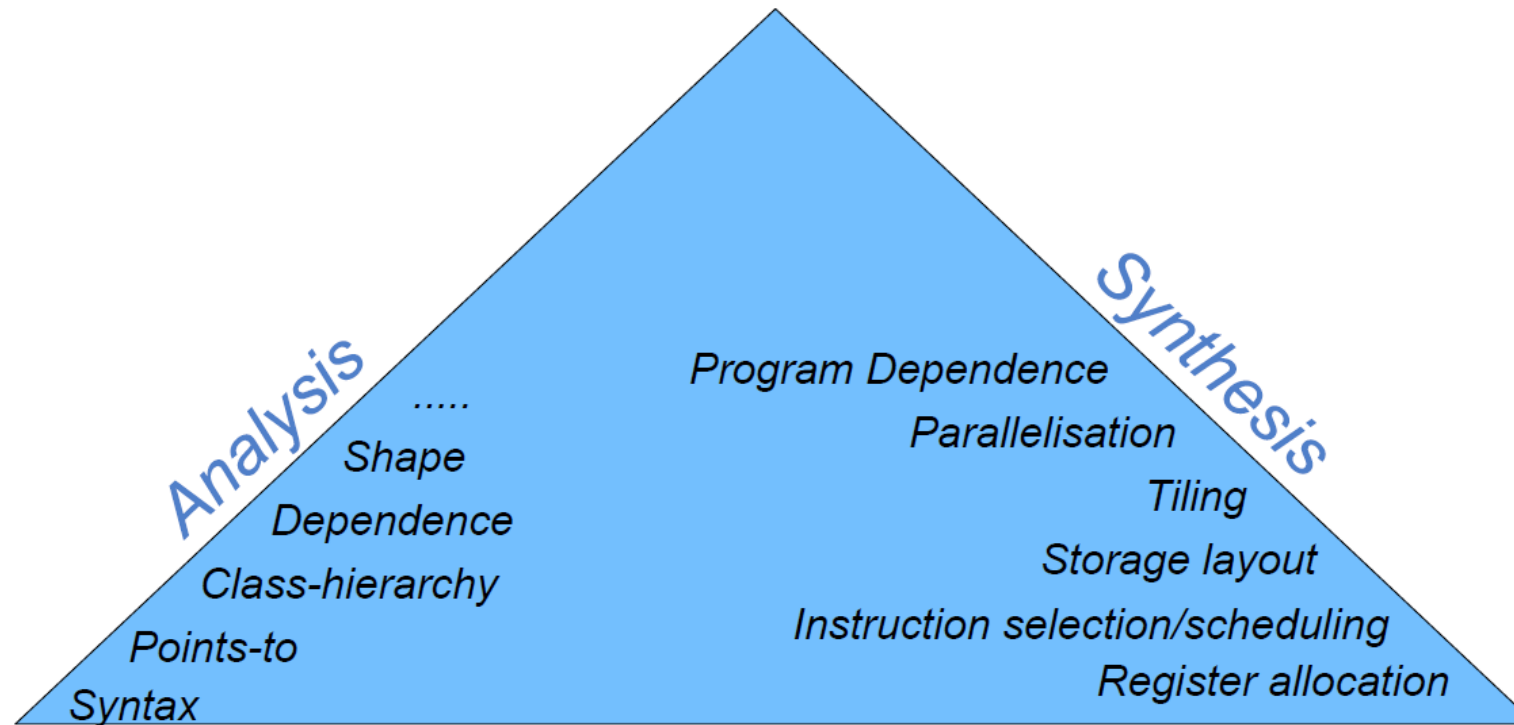 Analysis
.....
Shape
Dependence
Class-hierarchy
Points-to
Syntax
Synthesis
Program Dependence
Parallelisation
Tiling
Storage layout
Instruction selection/scheduling
Register allocation